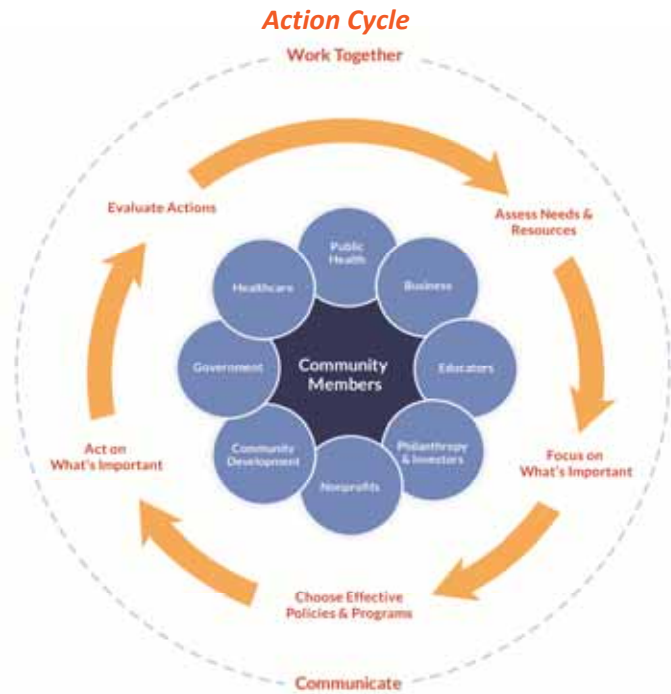 Action Cycle
Work Together
Evaluate Actions
Assess Needs &
Resources
Public
Health
Healthcare
Business
Government
Community
Members
Educators
Community
Development
Philanthropy
& Investors
Nonprofits
Act on
What's Important
Focus on
What's Important
Choose Effective
Policies & Programs
Communicate